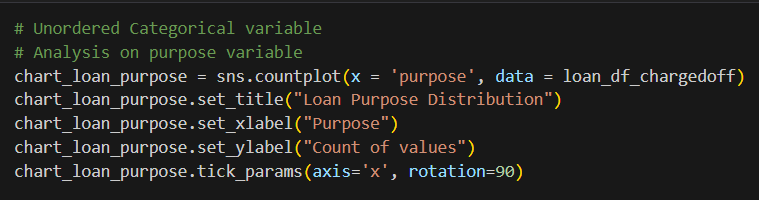 # Unordered Categorical variable
# Analysis on purpose variable
chart_loan_purpose = sns.countplot(x = 'purpose', data = loan_df_chargedoff)
chart_loan_purpose.set_title("Loan Purpose Distribution")
chart_loan_purpose.set_xlabel("Purpose")
chart_loan_purpose.set_ylabel("Count of values")
chart_loan_purpose.tick_params(axis='x', rotation=90)